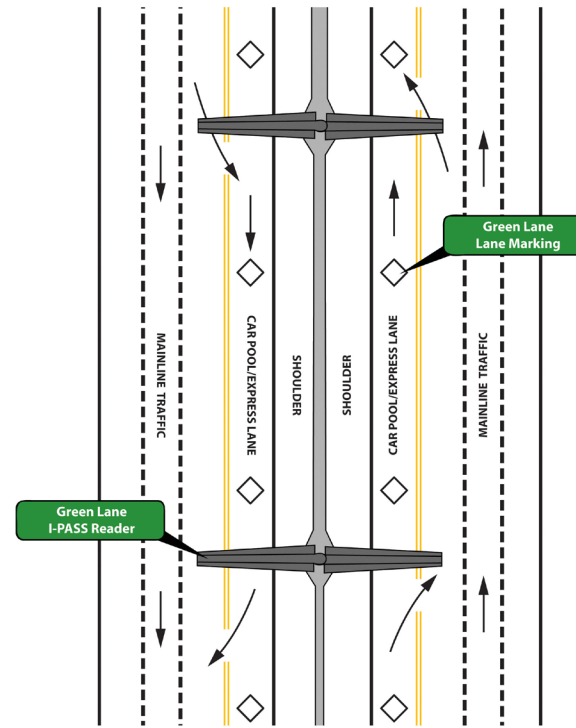 Green Lane
Lane Marking
MAINLINE TRAFFIC
CAR POOL/EXPRESS LANE
SHOULDER
SHOULDER
CAR POOL/EXPRESS LANE
MAINLINE TRAFFIC
Green Lane
I-PASS Reader